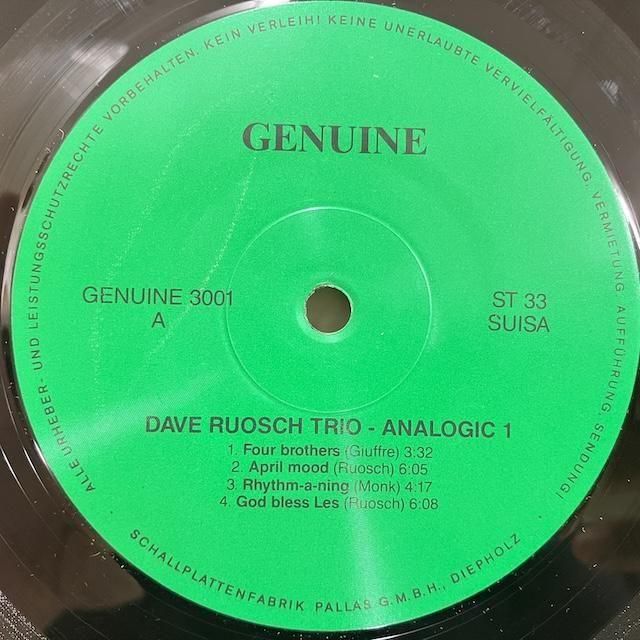 ALLE URHEBER- UND LEISTUNGSSCHUTZRECHTE VORBEHALTEN. KEIN VERLEIH! KEINE UNERLAUBTE VERVIELFÄLTIGUNG, VERMIETUNG, AUFFÜHRUNG, SENDUNG!
GENUINE
GENUINE 3001
A
ST 33
SUISA
DAVE RUOSCH TRIO - ANALOGIC 1
1. Four brothers (Giuffre) 3:32
2. April mood (Ruosch) 6:05
3. Rhythm-a-ning (Monk) 4:17
4. God bless Les (Ruosch) 6:08
SCHALLPLATTENFABRIK PALLAS G.M.B.H., DIEPHOLZ